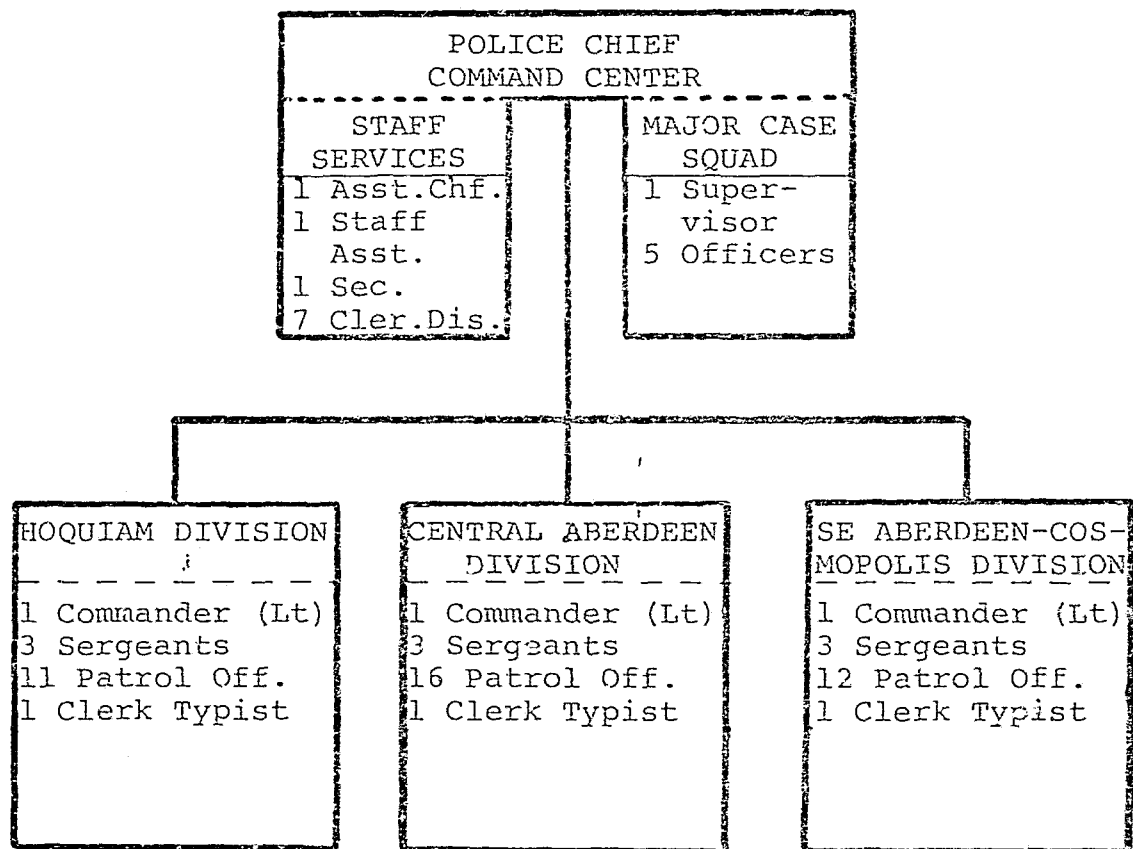 POLICE CHIEF
COMMAND CENTER
STAFF
SERVICES
1 Asst.Chf.
1 Staff
Asst.
1 Sec.
7 Cler.Dis.
MAJOR CASE
SQUAD
1 Super-
visor
5 Officers
HOQUIAM DIVISION
1 Commander (Lt)
3 Sergeants
11 Patrol Off.
1 Clerk Typist
CENTRAL ABERDEEN
DIVISION
1 Commander (Lt)
3 Sergeants
16 Patrol Off.
1 Clerk Typist
SE ABERDEEN-COS-
MOPOLIS DIVISION
1 Commander (Lt)
3 Sergeants
12 Patrol Off.
1 Clerk Typist